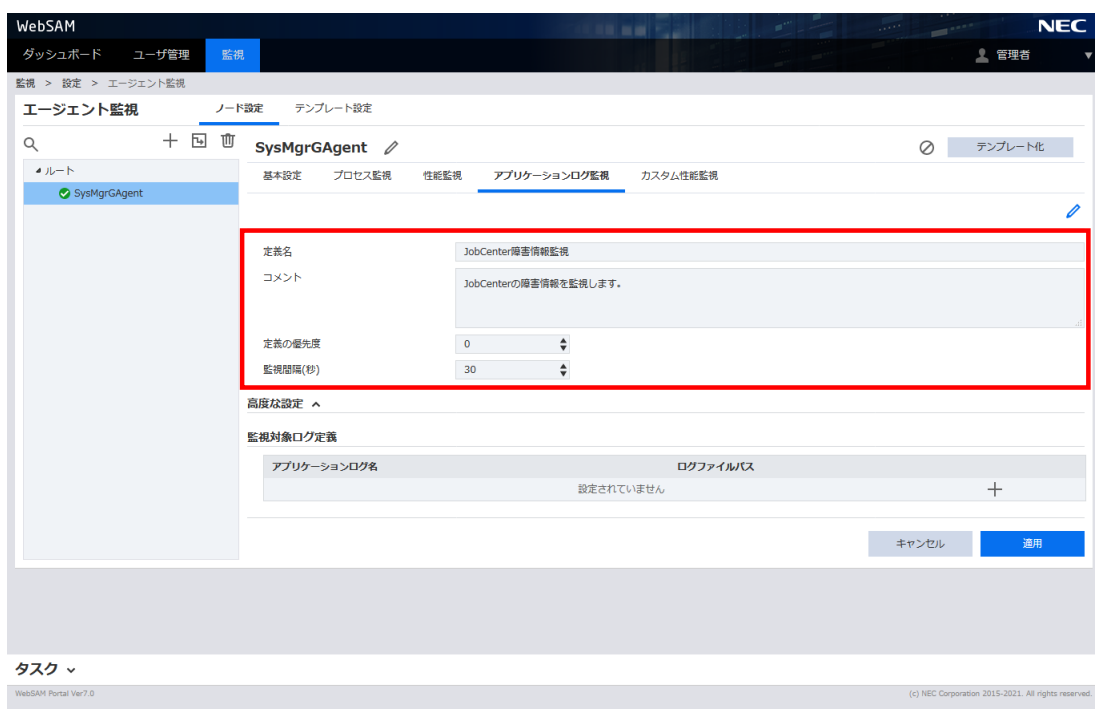 WebSAM
NEC
ダッシュボード ユーザ管理 監視 管理者
監視 > 設定 > エージェント監視
エージェント監視 ノード設定 テンプレート設定
SysMgrGAgent テンプレート化
ルート
SysMgrGAgent
基本設定 プロセス監視 性能監視 アプリケーションログ監視 カスタム性能監視
定義名 JobCenter障害情報監視
コメント JobCenterの障害情報を監視します。
定義の優先度 0
監視間隔(秒) 30
高度な設定
監視対象ログ定義
アプリケーションログ名 ログファイルパス
設定されていません
キャンセル 適用
タスク
WebSAM Portal Ver7.0 (c) NEC Corporation 2015-2021. All rights reserved.